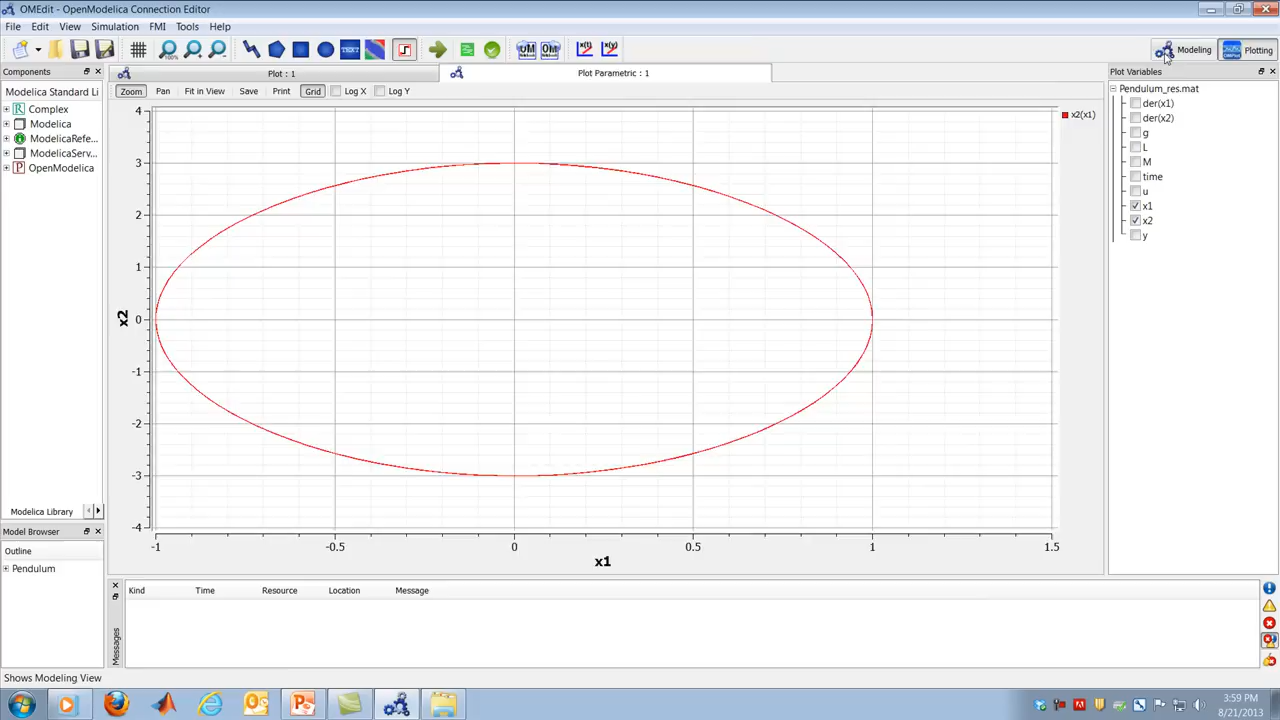 OMEdit - OpenModelica Connection Editor
File Edit View Simulation FMI Tools Help
100% TEXT OM OM x(t) x(y) Modeling Plotting
Components Plot : 1 Plot Parametric : 1 Plot Variables
Modelica Standard Li
Complex
Modelica
ModelicaRefe...
ModelicaServ...
OpenModelica
Modelica Library
Model Browser
Outline
Pendulum
Zoom Pan Fit in View Save Print Grid Log X Log Y
x2(x1)
4
3
2
1
0
-1
-2
-3
-4
x2
-1 -0.5 0 0.5 1 1.5
x1
Pendulum_res.mat
der(x1)
der(x2)
g
L
M
time
u
x1
x2
y
Kind Time Resource Location Message
Messages
Shows Modeling View
3:59 PM
8/21/2013